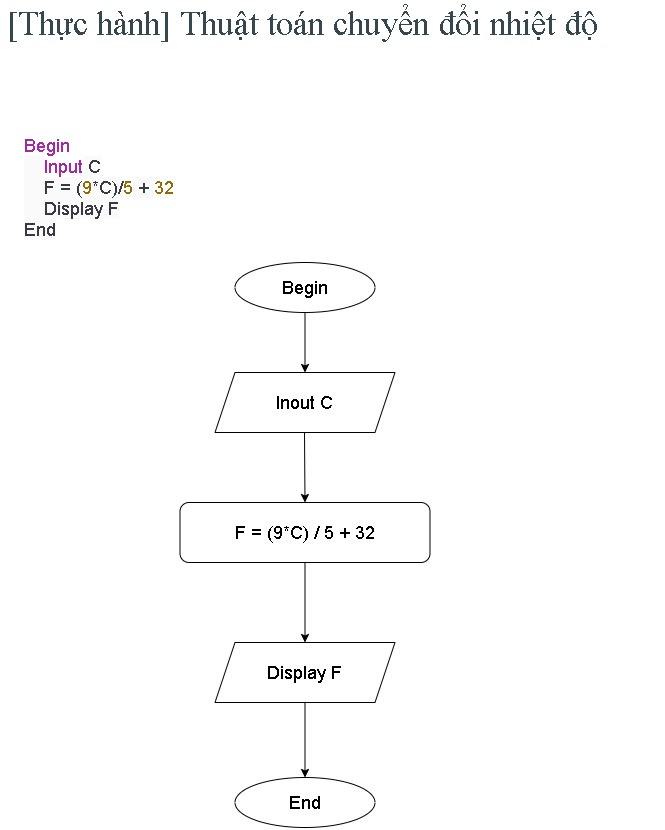 [Thực hành] Thuật toán chuyển đổi nhiệt độ
Begin
Input C
F = (9*C)/5 + 32
Display F
End
Begin
Inout C
F = (9*C) / 5 + 32
Display F
End